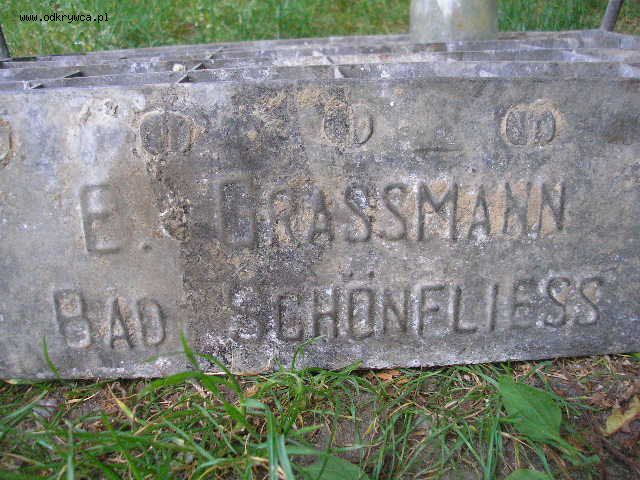 www.odkrywca.pl
E. GRASSMANN
BAD SCHÖNFLIESS